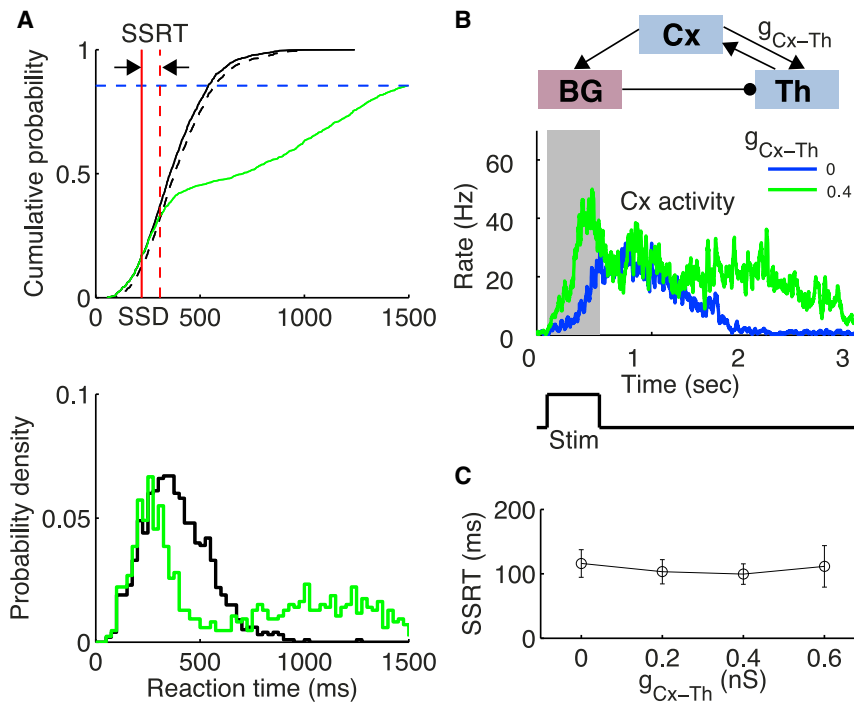 A
SSRT
1
0.5
0
Cumulative probability
0 500 1000 1500
SSD
0.1
0.05
0
Probability density
0 500 1000 1500
Reaction time (ms)
B
Cx
g_Cx–Th
BG
Th
g_Cx–Th
0
0.4
60
40
20
0
Rate (Hz)
Cx activity
0 1 2 3
Time (sec)
Stim
C
200
100
0
SSRT (ms)
0 0.2 0.4 0.6
g_Cx–Th (nS)